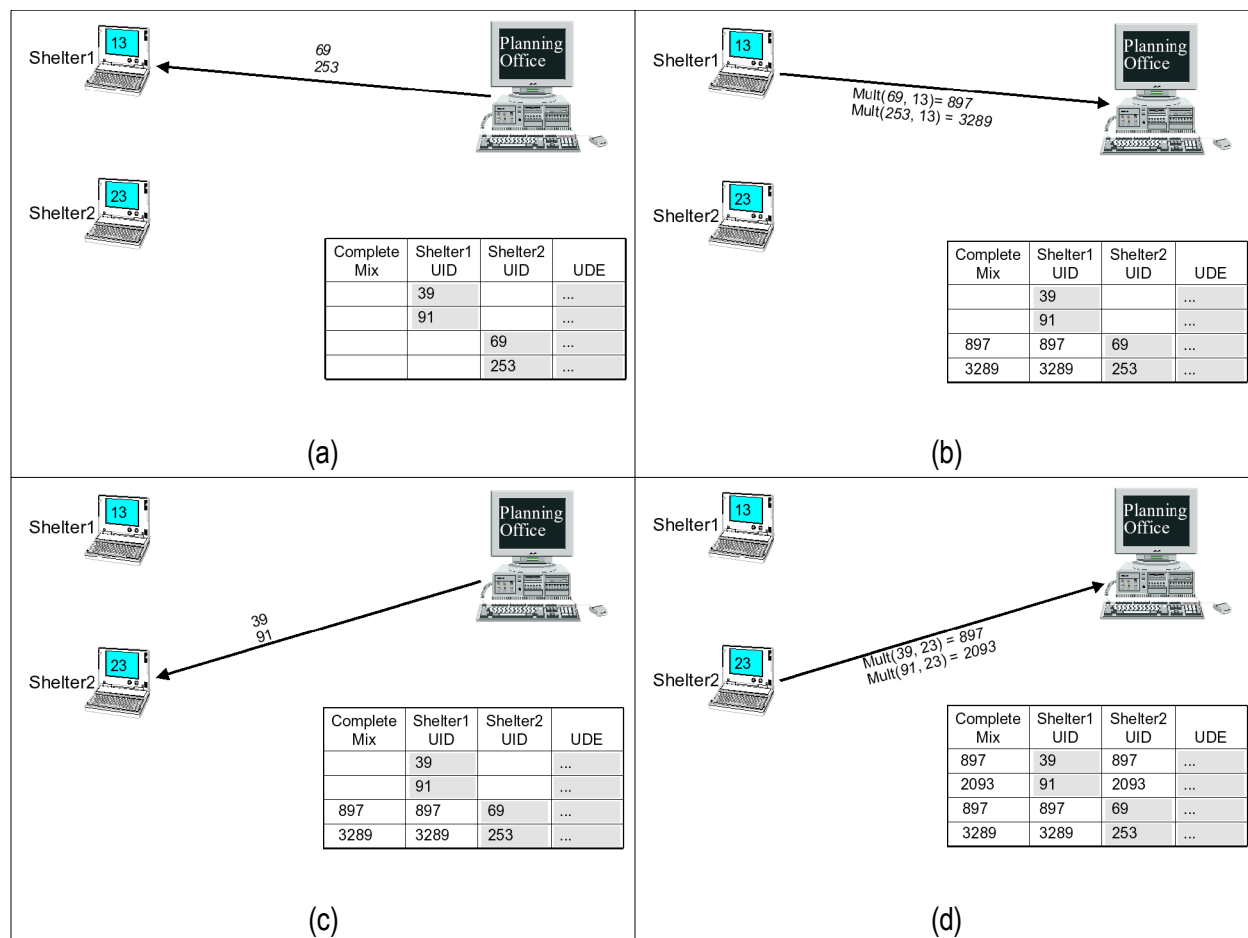 Shelter1
13
69
253
Planning
Office
Shelter2
23
Complete Mix Shelter1 UID Shelter2 UID UDE
39 ...
91 ...
69 ...
253 ...
(a)
Shelter1
13
Planning
Office
Mult(69, 13)= 897
Mult(253, 13) = 3289
Shelter2
23
Complete Mix Shelter1 UID Shelter2 UID UDE
39 ...
91 ...
897 897 69 ...
3289 3289 253 ...
(b)
Shelter1
13
Planning
Office
39
91
Shelter2
23
Complete Mix Shelter1 UID Shelter2 UID UDE
39 ...
91 ...
897 897 69 ...
3289 3289 253 ...
(c)
Shelter1
13
Planning
Office
Mult(39, 23) = 897
Mult(91, 23) = 2093
Shelter2
23
Complete Mix Shelter1 UID Shelter2 UID UDE
897 39 897 ...
2093 91 2093 ...
897 897 69 ...
3289 3289 253 ...
(d)